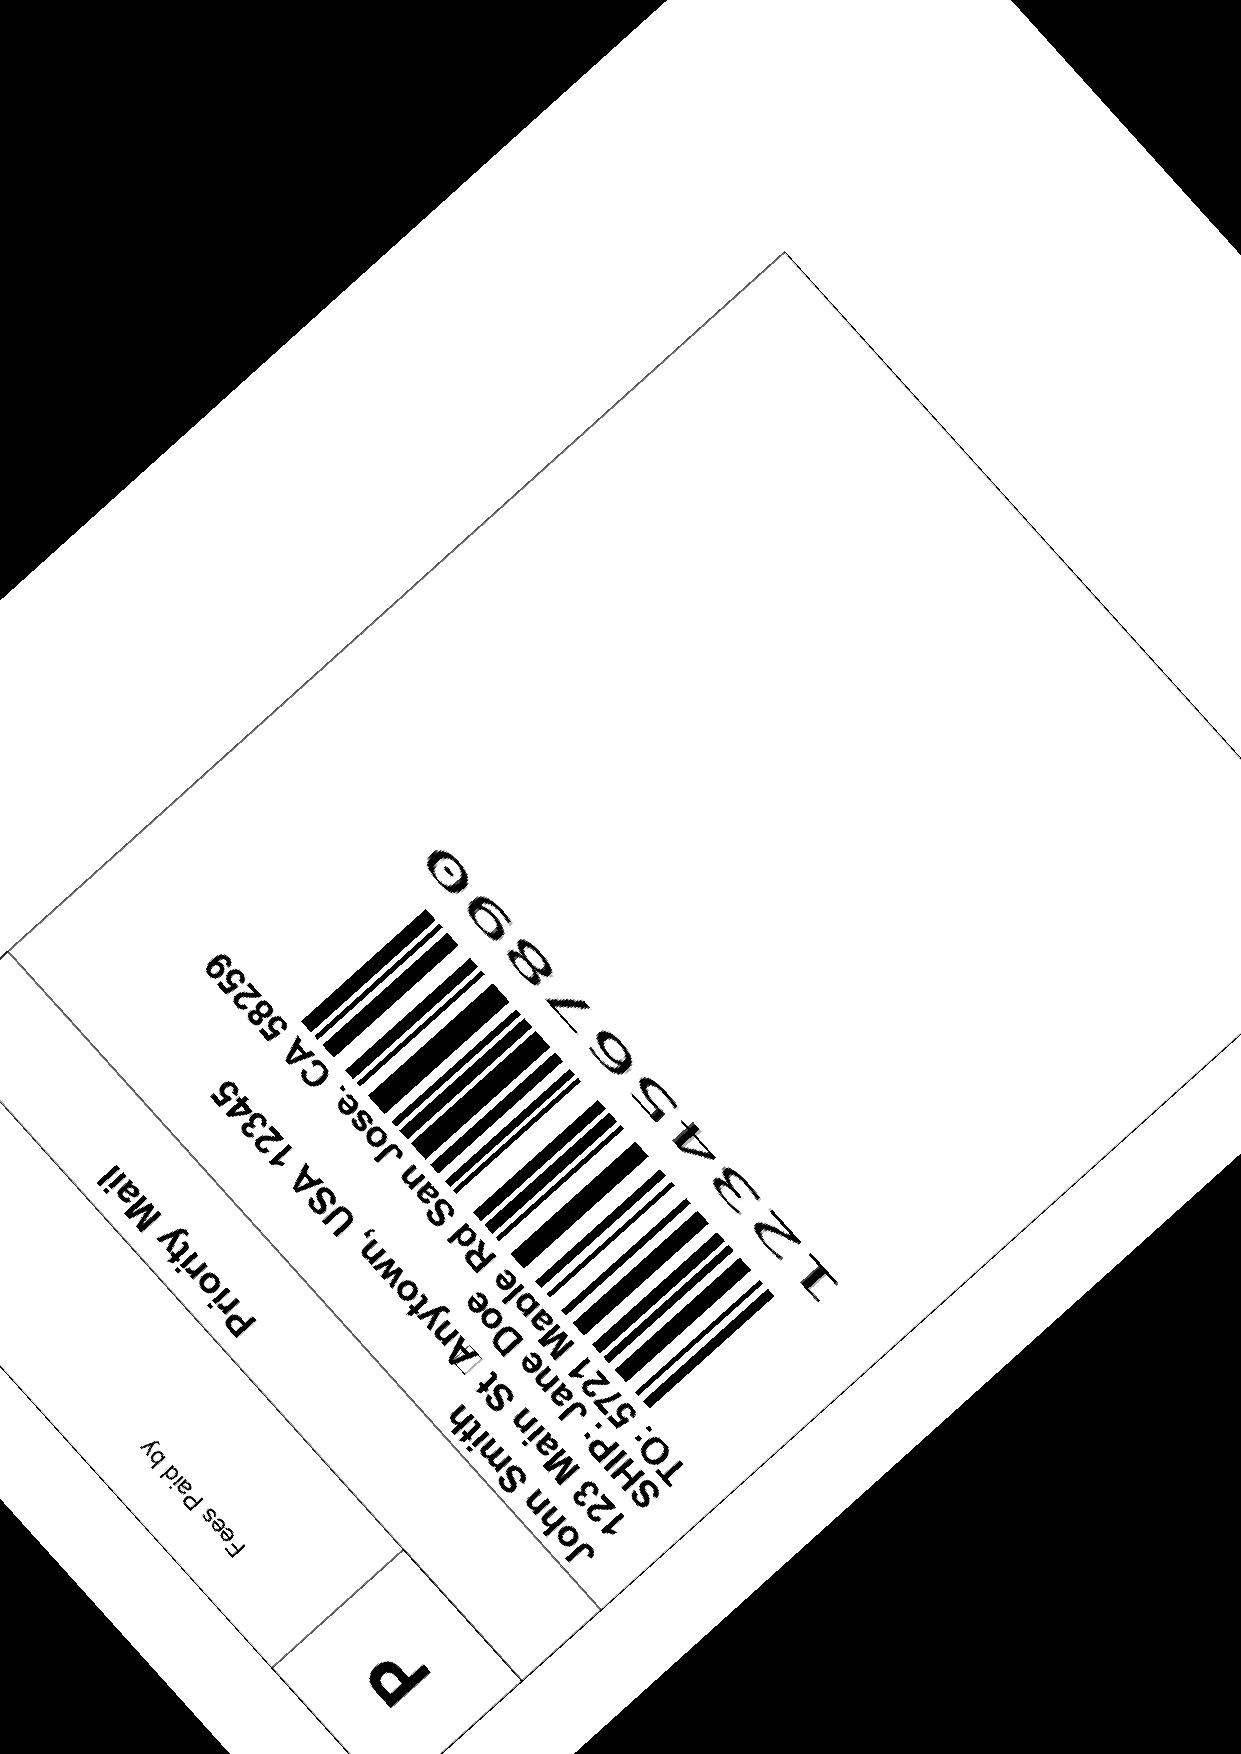 P
Fees Paid by
Priority Mail
John Smith
123 Main St Anytown, USA 12345
SHIP: Jane Doe
TO: 5721 Mable Rd San Jose. CA 58259
1234567890